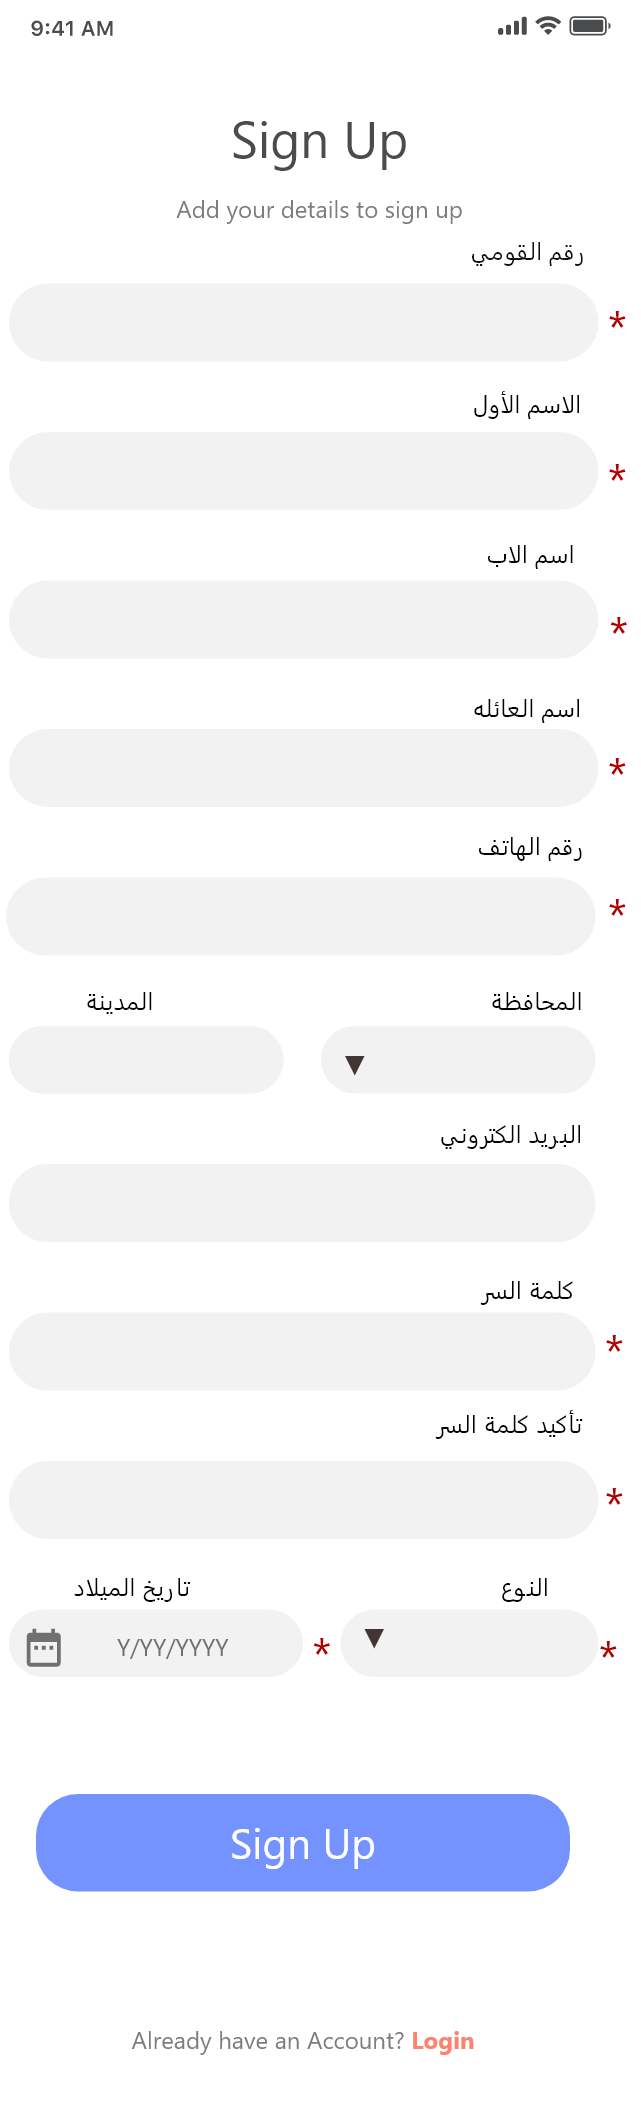 9:41 AM
Sign Up
Add your details to sign up
رقم القومي
*
الاسم الأول
*
اسم الاب
*
اسم العائله
*
رقم الهاتف
*
المحافظة
المدينة
البريد الكتروني
كلمة السر
*
تأكيد كلمة السر
*
النوع
*
تاريخ الميلاد
Y/YY/YYYY
*
Sign Up
Already have an Account? Login